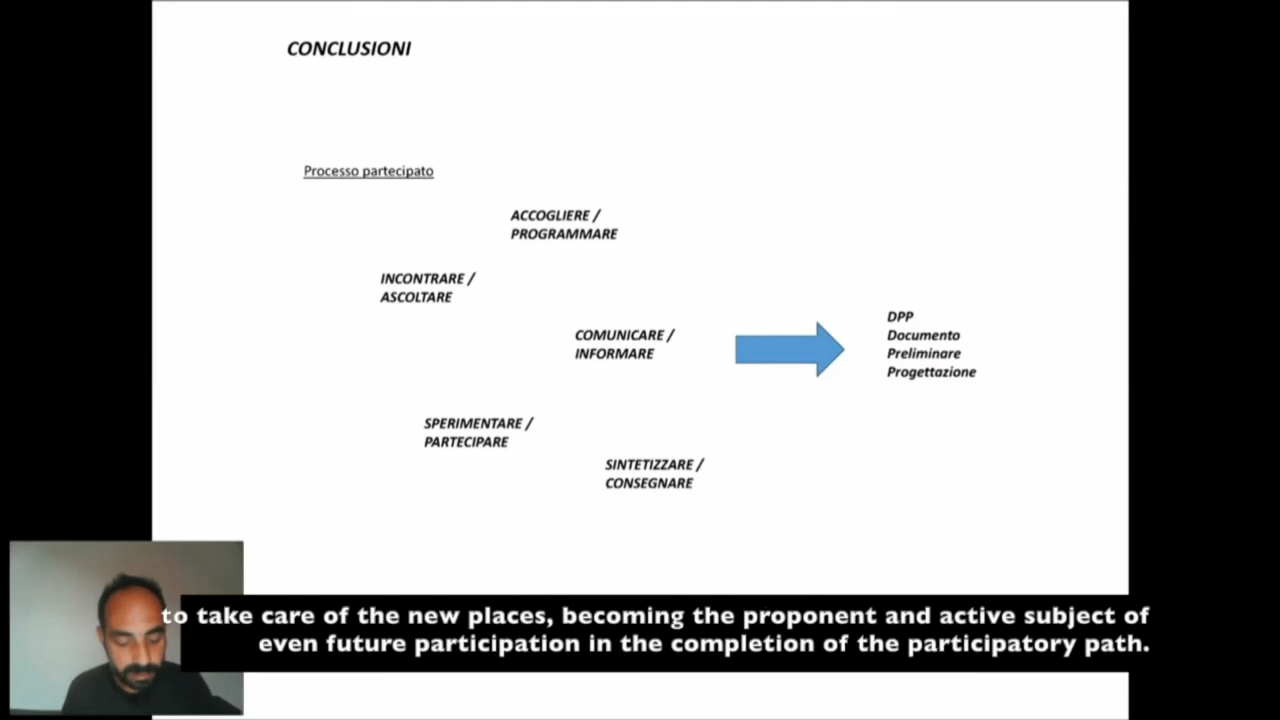 CONCLUSIONI
Processo partecipato
ACCOGLIERE /
PROGRAMMARE
INCONTRARE /
ASCOLTARE
COMUNICARE /
INFORMARE
DPP
Documento
Preliminare
Progettazione
SPERIMENTARE /
PARTECIPARE
SINTETIZZARE /
CONSEGNARE
to take care of the new places, becoming the proponent and active subject of
even future participation in the completion of the participatory path.